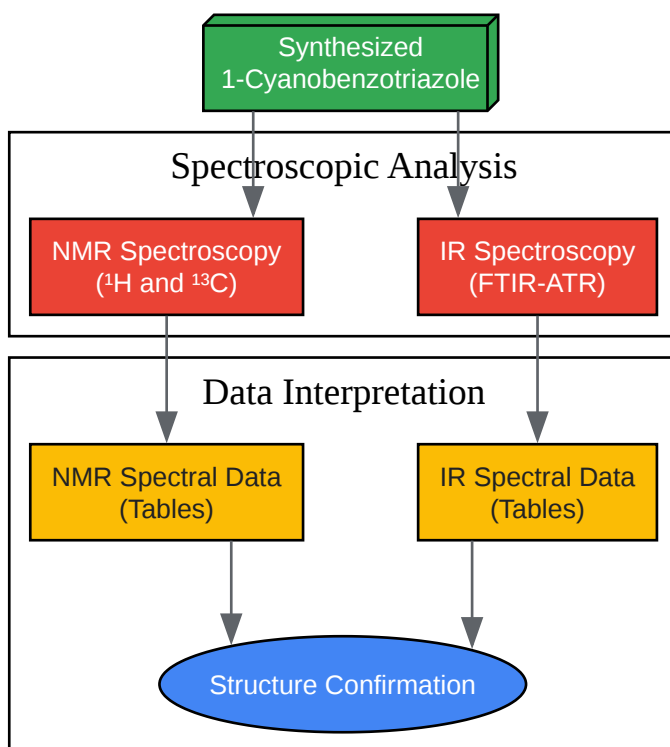 Synthesized
1-Cyanobenzotriazole
Spectroscopic Analysis
NMR Spectroscopy
(¹H and ¹³C)
IR Spectroscopy
(FTIR-ATR)
Data Interpretation
NMR Spectral Data
(Tables)
IR Spectral Data
(Tables)
Structure Confirmation